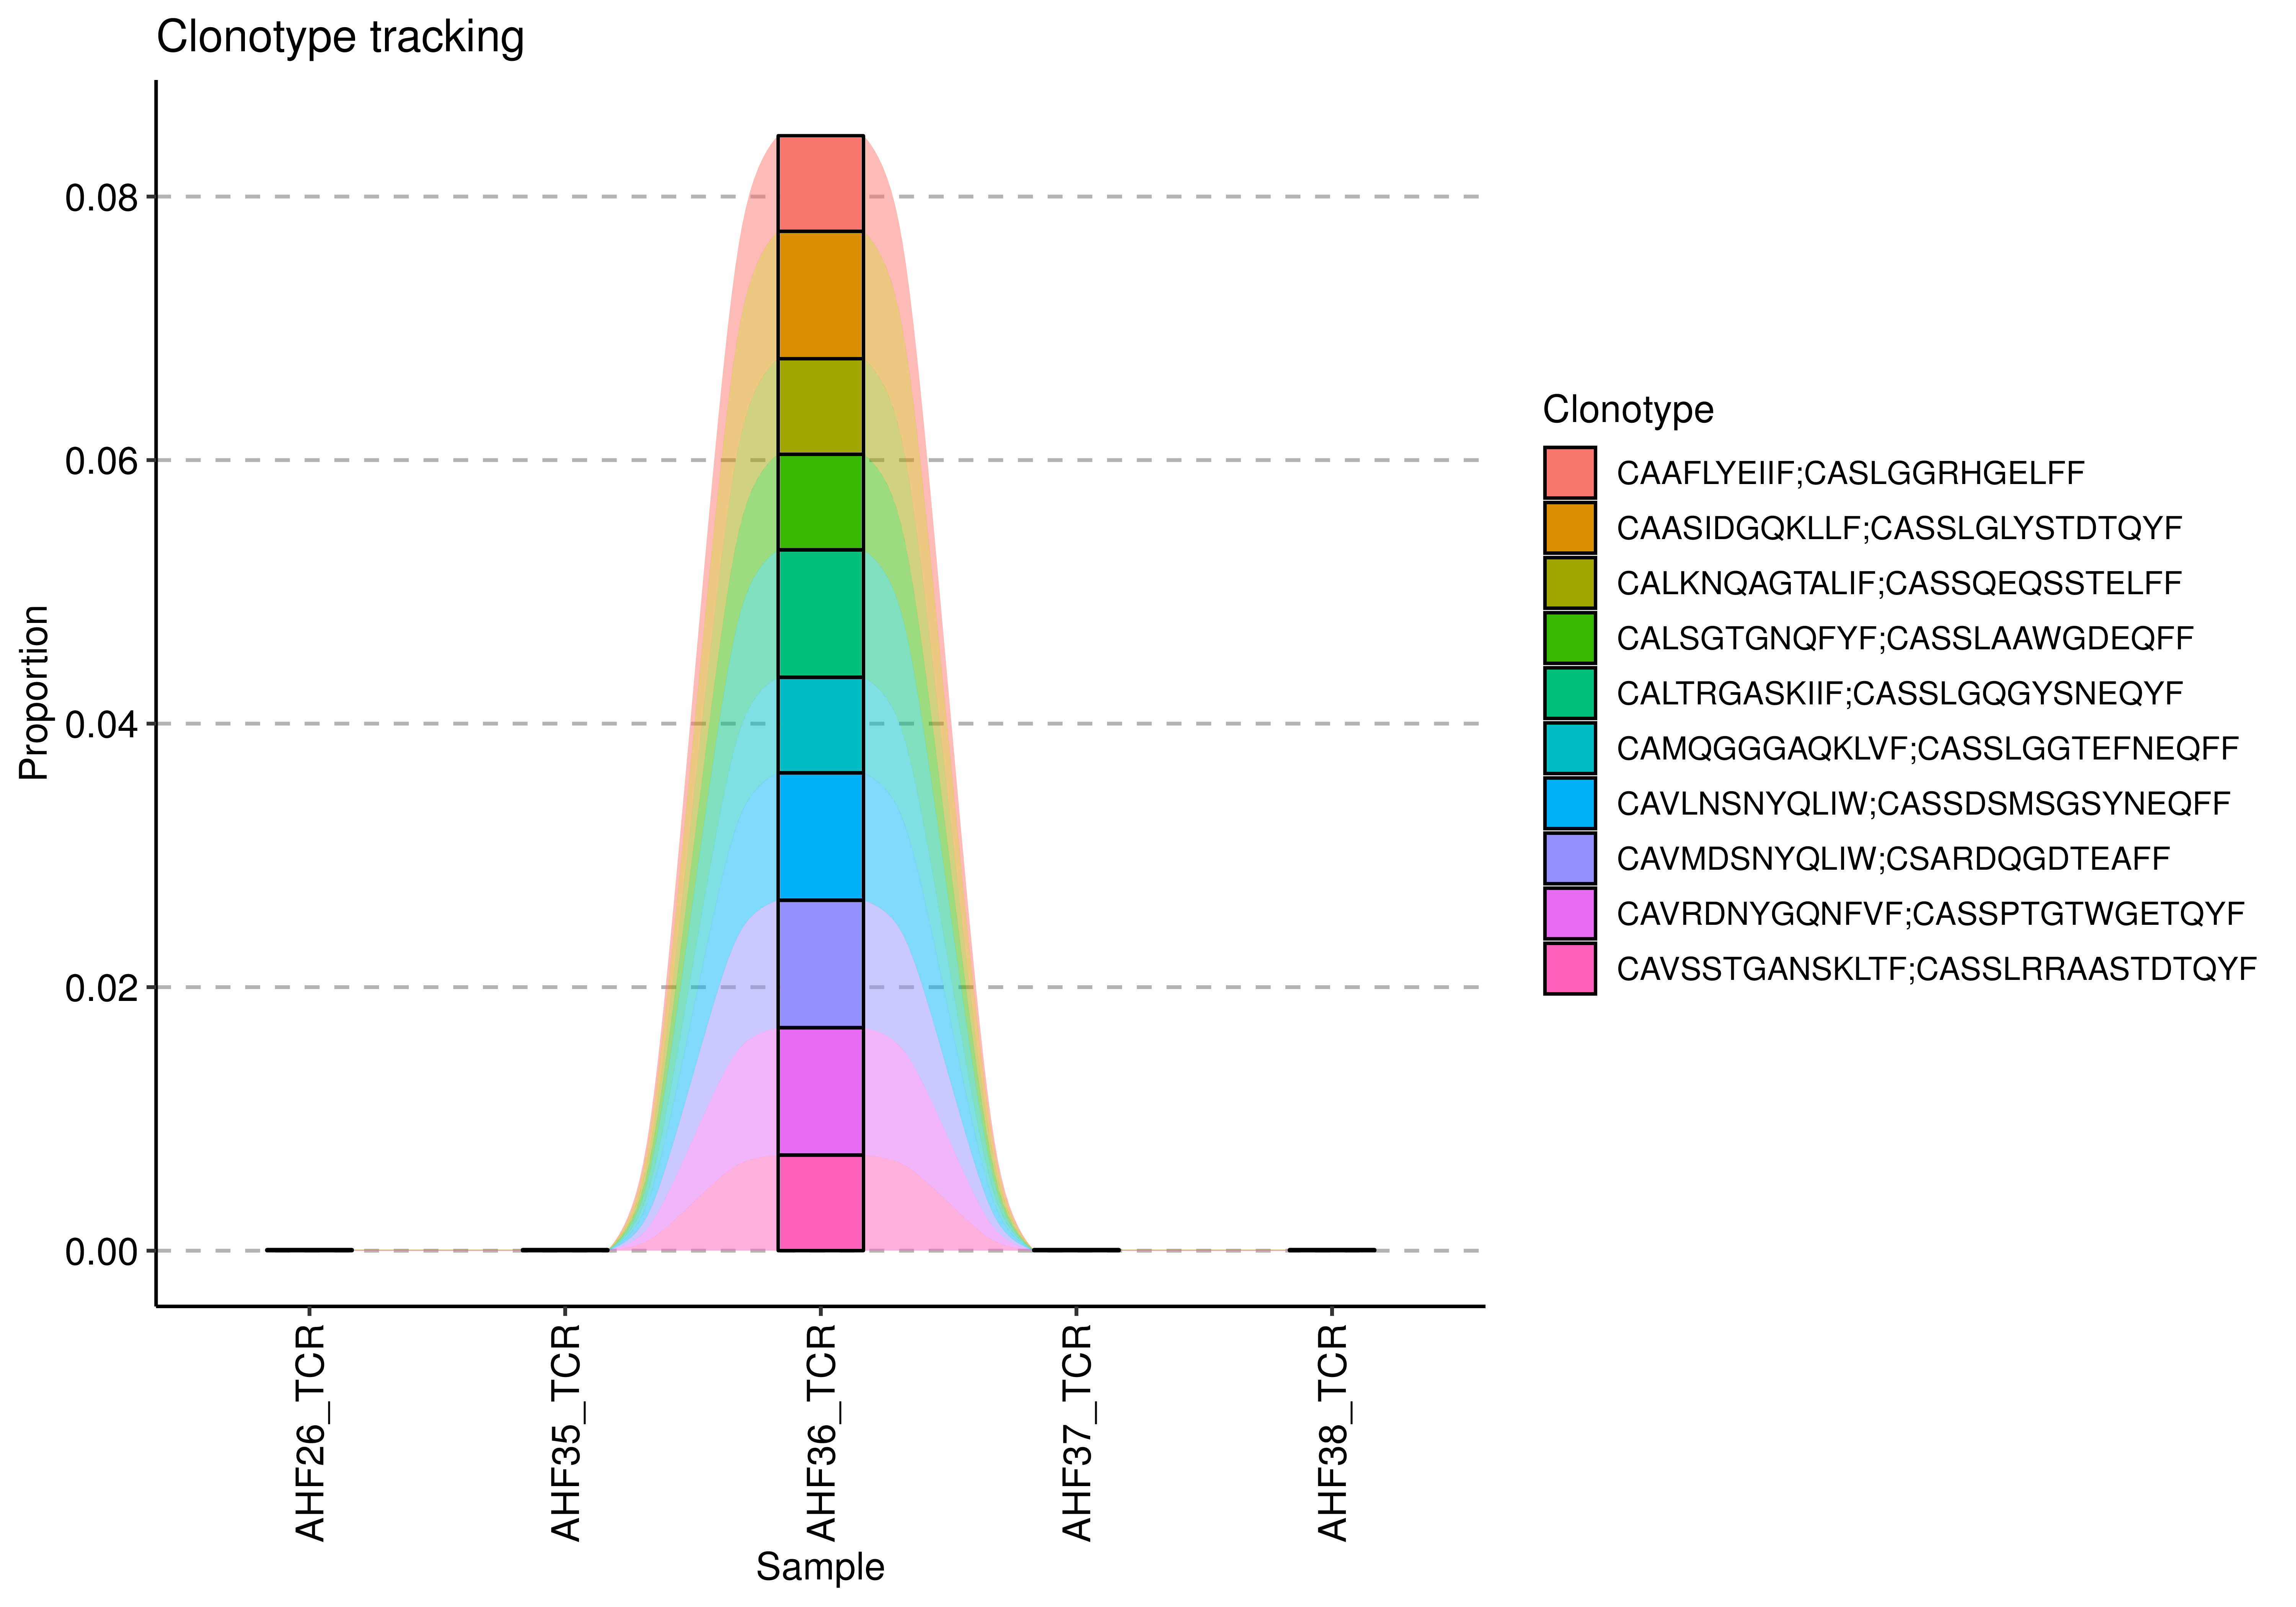 Clonotype tracking
Proportion
0.08
0.06
0.04
0.02
0.00
AHF26_TCR
AHF35_TCR
AHF36_TCR
AHF37_TCR
AHF38_TCR
Sample
Clonotype
CAAFLYEIIF;CASLGGRHGELFF
CAASIDGQKLLF;CASSLGLYSTDTQYF
CALKNQAGTALIF;CASSQEQSSTELFF
CALSGTGNQFYF;CASSLAAWGDEQFF
CALTRGASKIIF;CASSLGQGYSNEQYF
CAMQGGGAQKLVF;CASSLGGTEFNEQFF
CAVLNSNYQLIW;CASSDSMSGSYNEQFF
CAVMDSNYQLIW;CSARDQGDTEAFF
CAVRDNYGQNFVF;CASSPTGTWGETQYF
CAVSSTGANSKLTF;CASSLRRAASTDTQYF